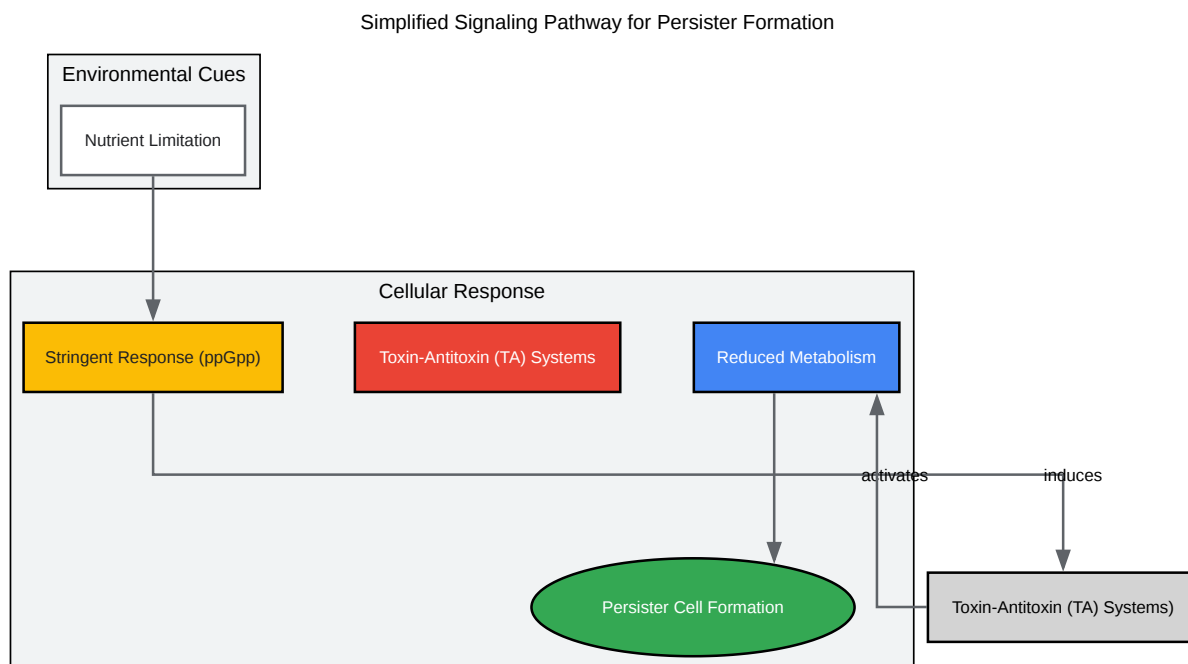 Simplified Signaling Pathway for Persister Formation
Environmental Cues
Nutrient Limitation
Cellular Response
Stringent Response (ppGpp)
Toxin-Antitoxin (TA) Systems
Reduced Metabolism
activates
induces
Persister Cell Formation
Toxin-Antitoxin (TA) Systems)